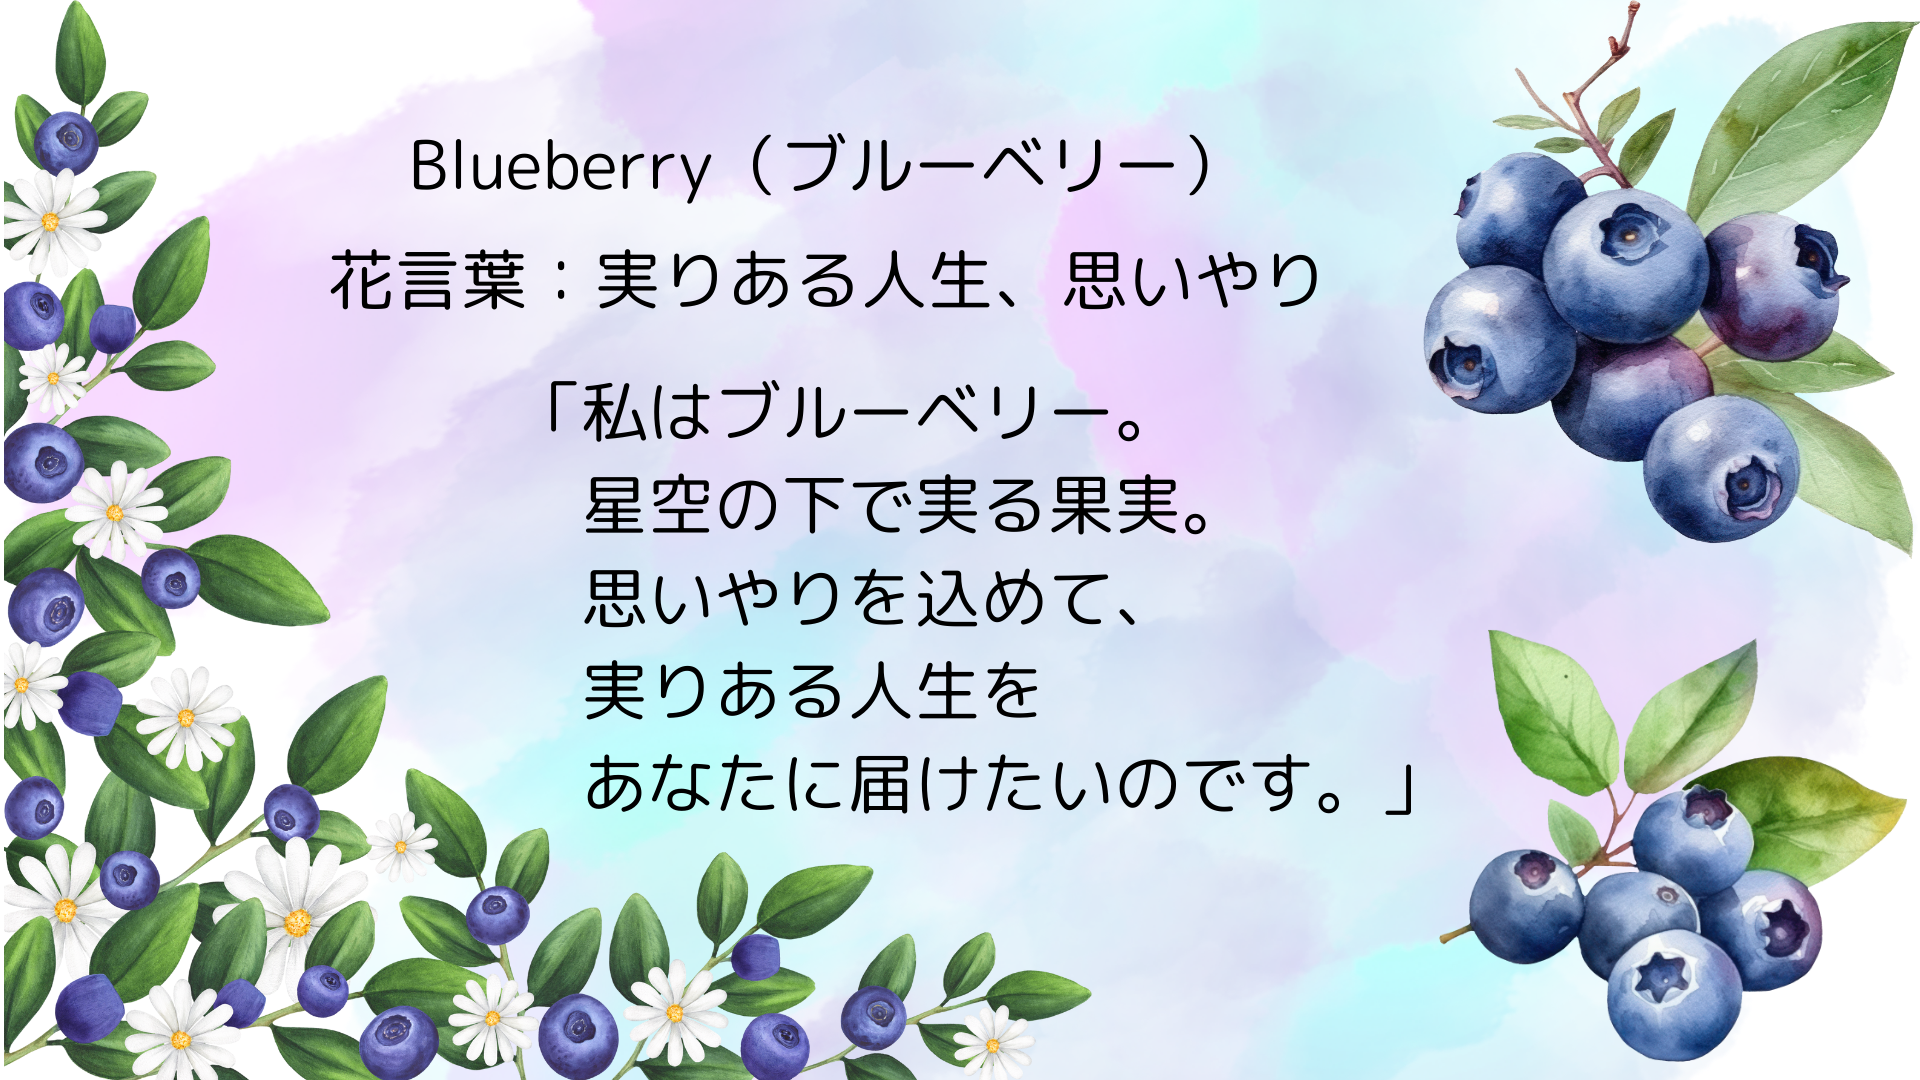 Blueberry（ブルーベリー）
花言葉：実りある人生、思いやり
「私はブルーベリー。
星空の下で実る果実。
思いやりを込めて、
実りある人生を
あなたに届けたいのです。」